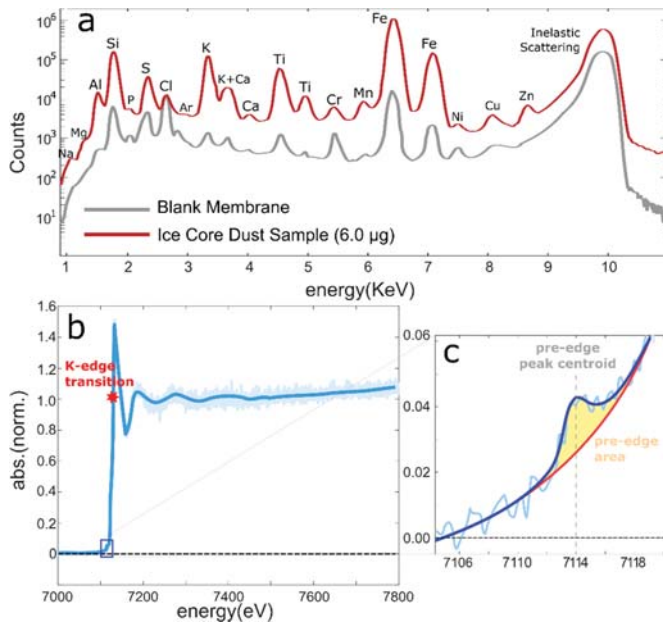 a
Counts
10⁶
10⁵
10⁴
10³
10²
10¹
Na
Mg
Al
Si
P
S
Cl
Ar
K
K+Ca
Ca
Ti
Ti
Cr
Mn
Fe
Fe
Ni
Cu
Zn
Inelastic
Scattering
Blank Membrane
Ice Core Dust Sample (6.0 µg)
1 2 3 4 5 6 7 8 9 10
energy(KeV)
b
abs.(norm.)
1.6
1.4
1.2
1.0
0.8
0.6
0.4
0.2
0
K-edge
transition
7000 7200 7400 7600 7800
energy(eV)
c
0.06
0.04
0.02
0.00
pre-edge
peak centroid
pre-edge
area
7106 7110 7114 7118